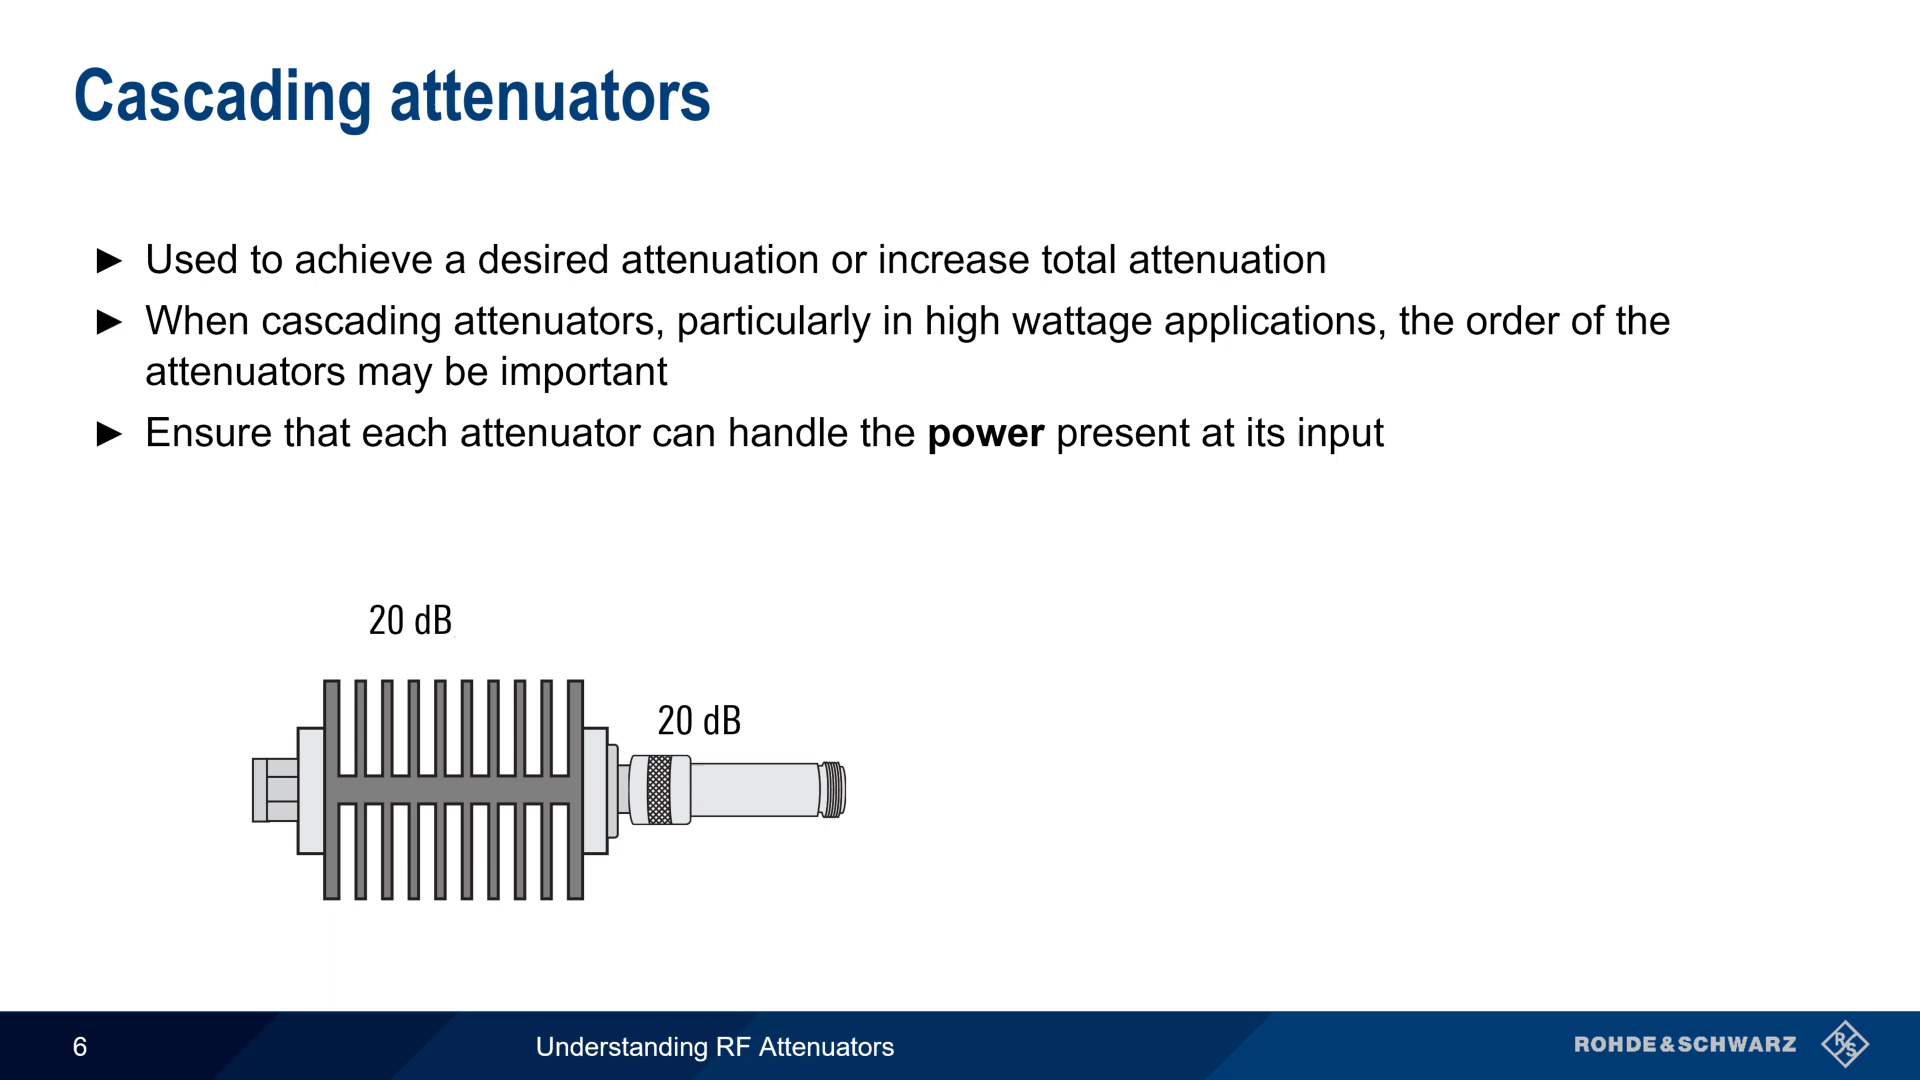 Cascading attenuators
► Used to achieve a desired attenuation or increase total attenuation
► When cascading attenuators, particularly in high wattage applications, the order of the
attenuators may be important
► Ensure that each attenuator can handle the power present at its input
20 dB
20 dB
6
Understanding RF Attenuators
ROHDE&SCHWARZ
R&S